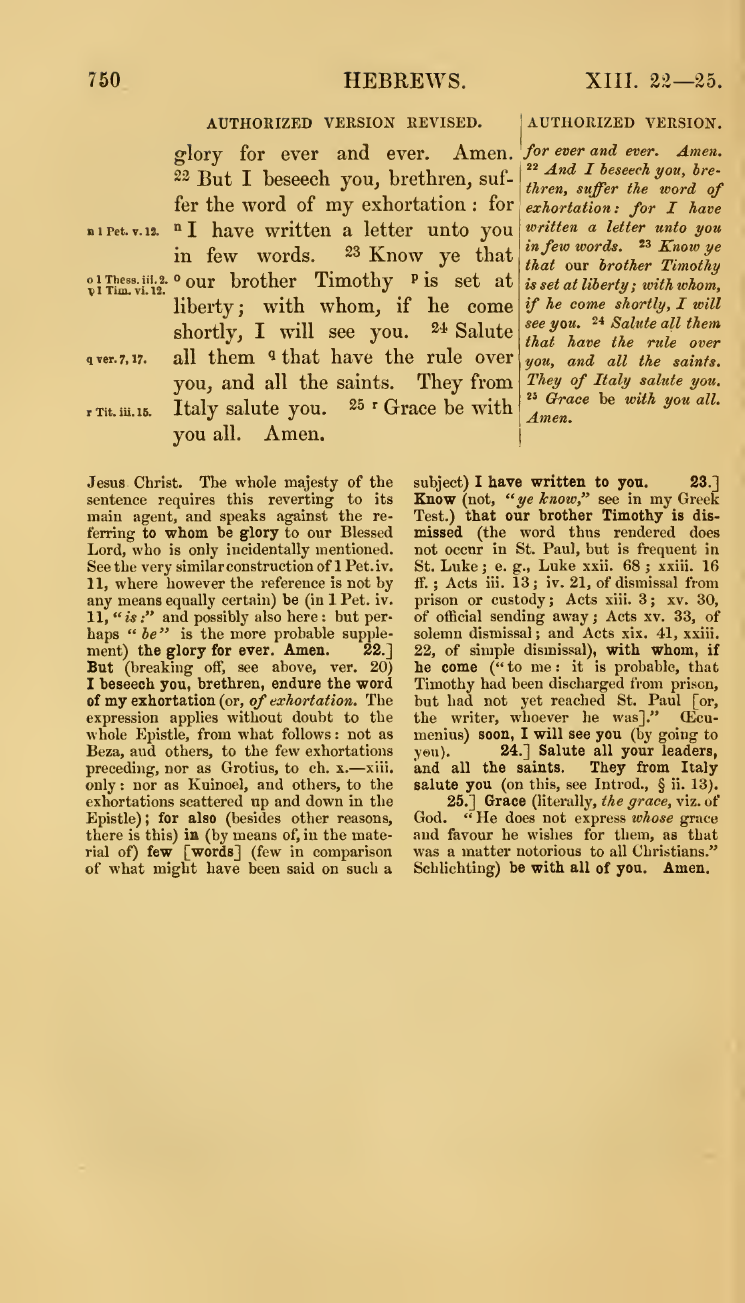 750 HEBREWS. XIII. 22—25.
AUTHORIZED VERSION REVISED.
glory for ever and ever. Amen.
22 But I beseech you, brethren, suf-
fer the word of my exhortation : for
n 1 Pet. v. 12. n I have written a letter unto you
in few words. 23 Know ye that
o 1 Thess. iii. 2. o our brother Timothy p is set at
p 1 Tim. vi. 12.
liberty; with whom, if he come
shortly, I will see you. 24 Salute
q ver. 7, 17. all them q that have the rule over
you, and all the saints. They from
r Tit. iii. 15. Italy salute you. 25 r Grace be with
you all. Amen.
AUTHORIZED VERSION.
for ever and ever. Amen.
22 And I beseech you, bre-
thren, suffer the word of
exhortation: for I have
written a letter unto you
in few words. 23 Know ye
that our brother Timothy
is set at liberty; with whom,
if he come shortly, I will
see you. 24 Salute all them
that have the rule over
you, and all the saints.
They of Italy salute you.
25 Grace be with you all.
Amen.
Jesus Christ. The whole majesty of the
sentence requires this reverting to its
main agent, and speaks against the re-
ferring to whom be glory to our Blessed
Lord, who is only incidentally mentioned.
See the very similar construction of 1 Pet. iv.
11, where however the reference is not by
any means equally certain) be (in 1 Pet. iv.
11, "is:" and possibly also here: but per-
haps "be" is the more probable supple-
ment) the glory for ever. Amen. 22.]
But (breaking off, see above, ver. 20)
I beseech you, brethren, endure the word
of my exhortation (or, of exhortation. The
expression applies without doubt to the
whole Epistle, from what follows: not as
Beza, and others, to the few exhortations
preceding, nor as Grotius, to ch. x.—xiii.
only: nor as Kuinoel, and others, to the
exhortations scattered up and down in the
Epistle); for also (besides other reasons,
there is this) in (by means of, in the mate-
rial of) few [words] (few in comparison
of what might have been said on such a
subject) I have written to you. 23.]
Know (not, "ye know," see in my Greek
Test.) that our brother Timothy is dis-
missed (the word thus rendered does
not occur in St. Paul, but is frequent in
St. Luke; e. g., Luke xxii. 68; xxiii. 16
ff.; Acts iii. 13; iv. 21, of dismissal from
prison or custody; Acts xiii. 3; xv. 30,
of official sending away; Acts xv. 33, of
solemn dismissal; and Acts xix. 41, xxiii.
22, of simple dismissal), with whom, if
he come ("to me: it is probable, that
Timothy had been discharged from prison,
but had not yet reached St. Paul [or,
the writer, whoever he was]." Œcu-
menius) soon, I will see you (by going to
you). 24.] Salute all your leaders,
and all the saints. They from Italy
salute you (on this, see Introd., § ii. 13).
25.] Grace (literally, the grace, viz. of
God. "He does not express whose grace
and favour he wishes for them, as that
was a matter notorious to all Christians."
Schlichting) be with all of you. Amen.